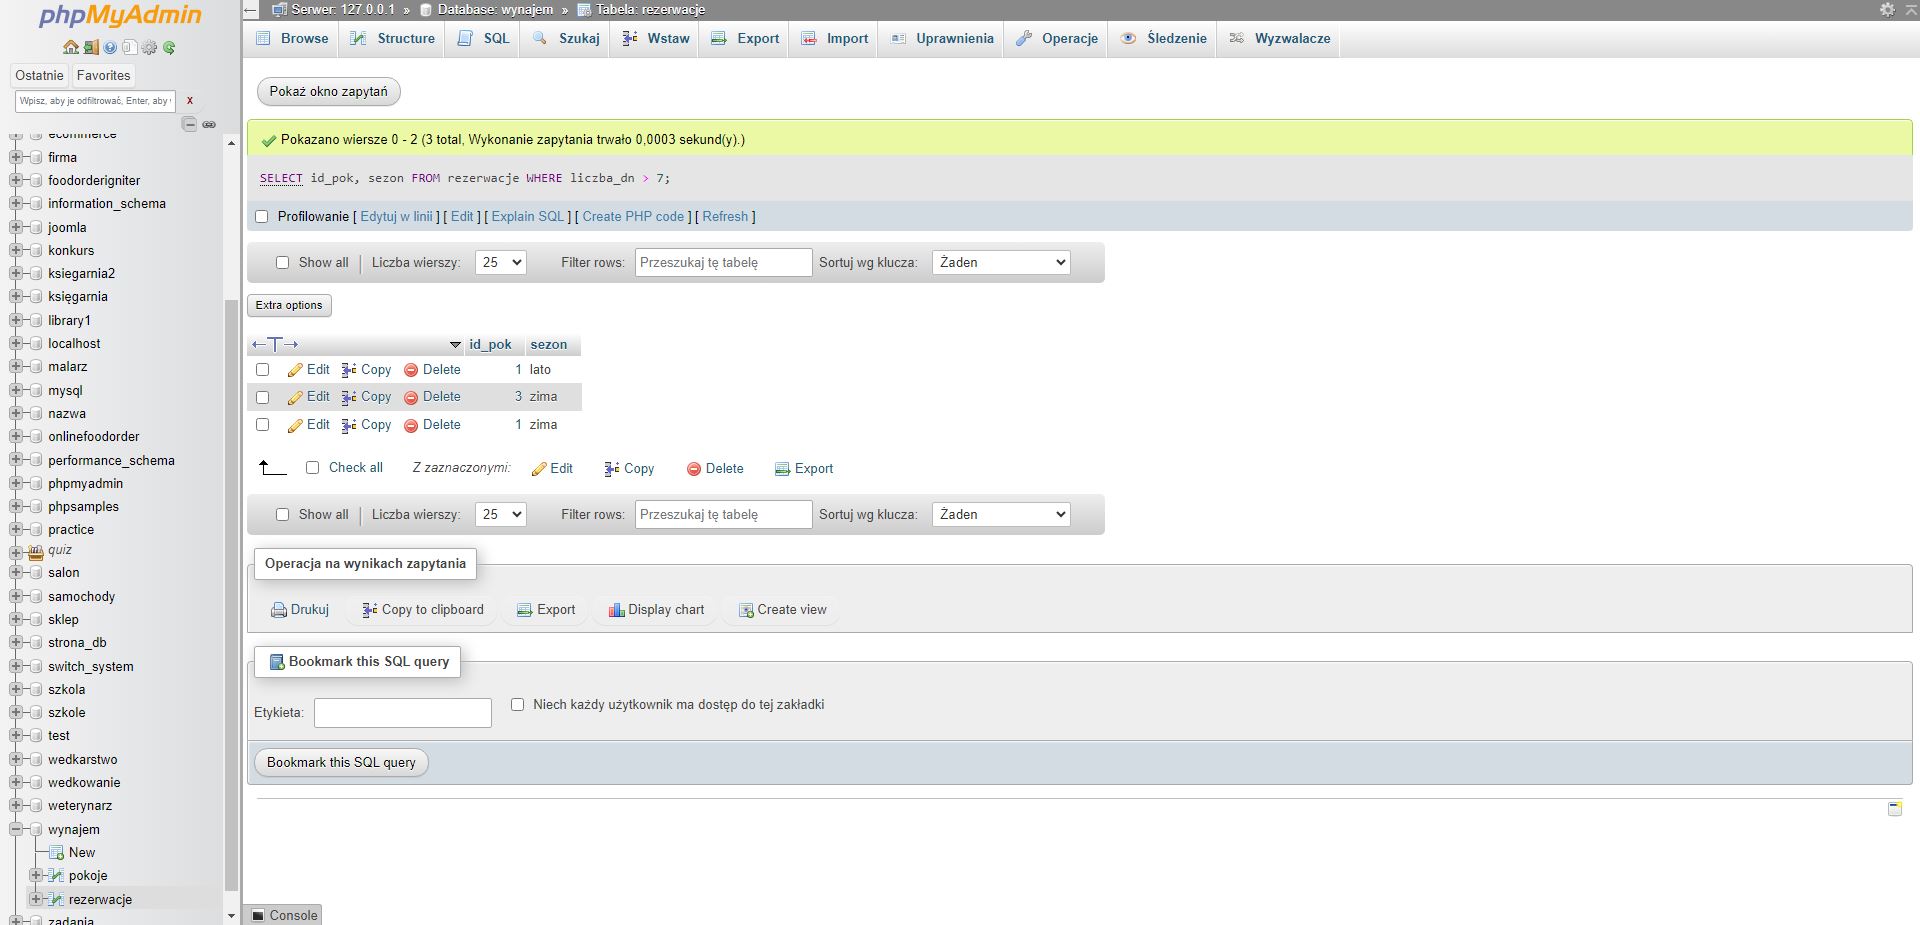 phpMyAdmin
Ostatnie Favorites
Wpisz, aby je odfiltrować, Enter, aby
x
ecommerce
firma
foodorderigniter
information_schema
joomla
konkurs
ksiegarnia2
księgarnia
library1
localhost
malarz
mysql
nazwa
onlinefoodorder
performance_schema
phpmyadmin
phpsamples
practice
quiz
salon
samochody
sklep
strona_db
switch_system
szkola
szkole
test
wedkarstwo
wedkowanie
weterynarz
wynajem
New
pokoje
rezerwacje
zadania
Serwer: 127.0.0.1 » Database: wynajem » Tabela: rezerwacje
Browse Structure SQL Szukaj Wstaw Export Import Uprawnienia Operacje Śledzenie Wyzwalacze
Pokaż okno zapytań
Pokazano wiersze 0 - 2 (3 total, Wykonanie zapytania trwało 0,0003 sekund(y).)
SELECT id_pok, sezon FROM rezerwacje WHERE liczba_dn > 7;
Profilowanie [ Edytuj w linii ] [ Edit ] [ Explain SQL ] [ Create PHP code ] [ Refresh ]
Show all Liczba wierszy: 25 Filter rows: Przeszukaj tę tabelę Sortuj wg klucza: Żaden
Extra options
←T→ id_pok sezon
Edit Copy Delete 1 lato
Edit Copy Delete 3 zima
Edit Copy Delete 1 zima
Check all Z zaznaczonymi: Edit Copy Delete Export
Show all Liczba wierszy: 25 Filter rows: Przeszukaj tę tabelę Sortuj wg klucza: Żaden
Operacja na wynikach zapytania
Drukuj Copy to clipboard Export Display chart Create view
Bookmark this SQL query
Etykieta: Niech każdy użytkownik ma dostęp do tej zakładki
Bookmark this SQL query
Console